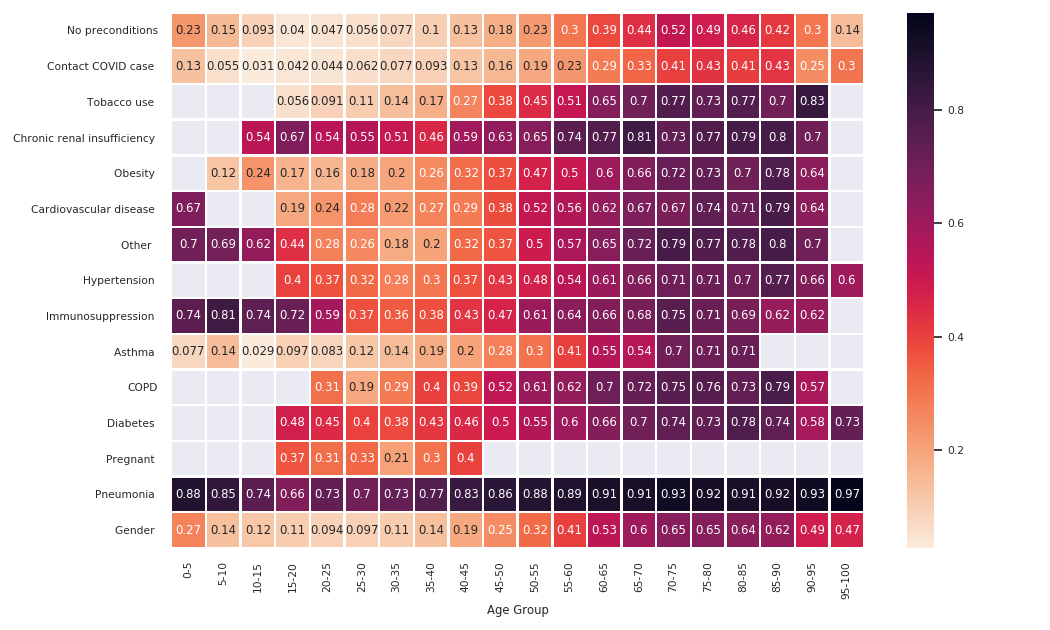 No preconditions 0.23 0.15 0.093 0.04 0.047 0.056 0.077 0.1 0.13 0.18 0.23 0.3 0.39 0.44 0.52 0.49 0.46 0.42 0.3 0.14
Contact COVID case 0.13 0.055 0.031 0.042 0.044 0.062 0.077 0.093 0.13 0.16 0.19 0.23 0.29 0.33 0.41 0.43 0.41 0.43 0.25 0.3
Tobacco use 0.056 0.091 0.11 0.14 0.17 0.27 0.38 0.45 0.51 0.65 0.7 0.77 0.73 0.77 0.7 0.83
0.8
Chronic renal insufficiency 0.54 0.67 0.54 0.55 0.51 0.46 0.59 0.63 0.65 0.74 0.77 0.81 0.73 0.77 0.79 0.8 0.7
Obesity 0.12 0.24 0.17 0.16 0.18 0.2 0.26 0.32 0.37 0.47 0.5 0.6 0.66 0.72 0.73 0.7 0.78 0.64
Cardiovascular disease 0.67 0.19 0.24 0.28 0.22 0.27 0.29 0.38 0.52 0.56 0.62 0.67 0.67 0.74 0.71 0.79 0.64
0.6
Other 0.7 0.69 0.62 0.44 0.28 0.26 0.18 0.2 0.32 0.37 0.5 0.57 0.65 0.72 0.79 0.77 0.78 0.8 0.7
Hypertension 0.4 0.37 0.32 0.28 0.3 0.37 0.43 0.48 0.54 0.61 0.66 0.71 0.71 0.7 0.77 0.66 0.6
Immunosuppression 0.74 0.81 0.74 0.72 0.59 0.37 0.36 0.38 0.43 0.47 0.61 0.64 0.66 0.68 0.75 0.71 0.69 0.62 0.62
0.4
Asthma 0.077 0.14 0.029 0.097 0.083 0.12 0.14 0.19 0.2 0.28 0.3 0.41 0.55 0.54 0.7 0.71 0.71
COPD 0.31 0.19 0.29 0.4 0.39 0.52 0.61 0.62 0.7 0.72 0.75 0.76 0.73 0.79 0.57
Diabetes 0.48 0.45 0.4 0.38 0.43 0.46 0.5 0.55 0.6 0.66 0.7 0.74 0.73 0.78 0.74 0.58 0.73
0.2
Pregnant 0.37 0.31 0.33 0.21 0.3 0.4
Pneumonia 0.88 0.85 0.74 0.66 0.73 0.7 0.73 0.77 0.83 0.86 0.88 0.89 0.91 0.91 0.93 0.92 0.91 0.92 0.93 0.97
Gender 0.27 0.14 0.12 0.11 0.094 0.097 0.11 0.14 0.19 0.25 0.32 0.41 0.53 0.6 0.65 0.65 0.64 0.62 0.49 0.47
0-5 5-10 10-15 15-20 20-25 25-30 30-35 35-40 40-45 45-50 50-55 55-60 60-65 65-70 70-75 75-80 80-85 85-90 90-95 95-100
Age Group